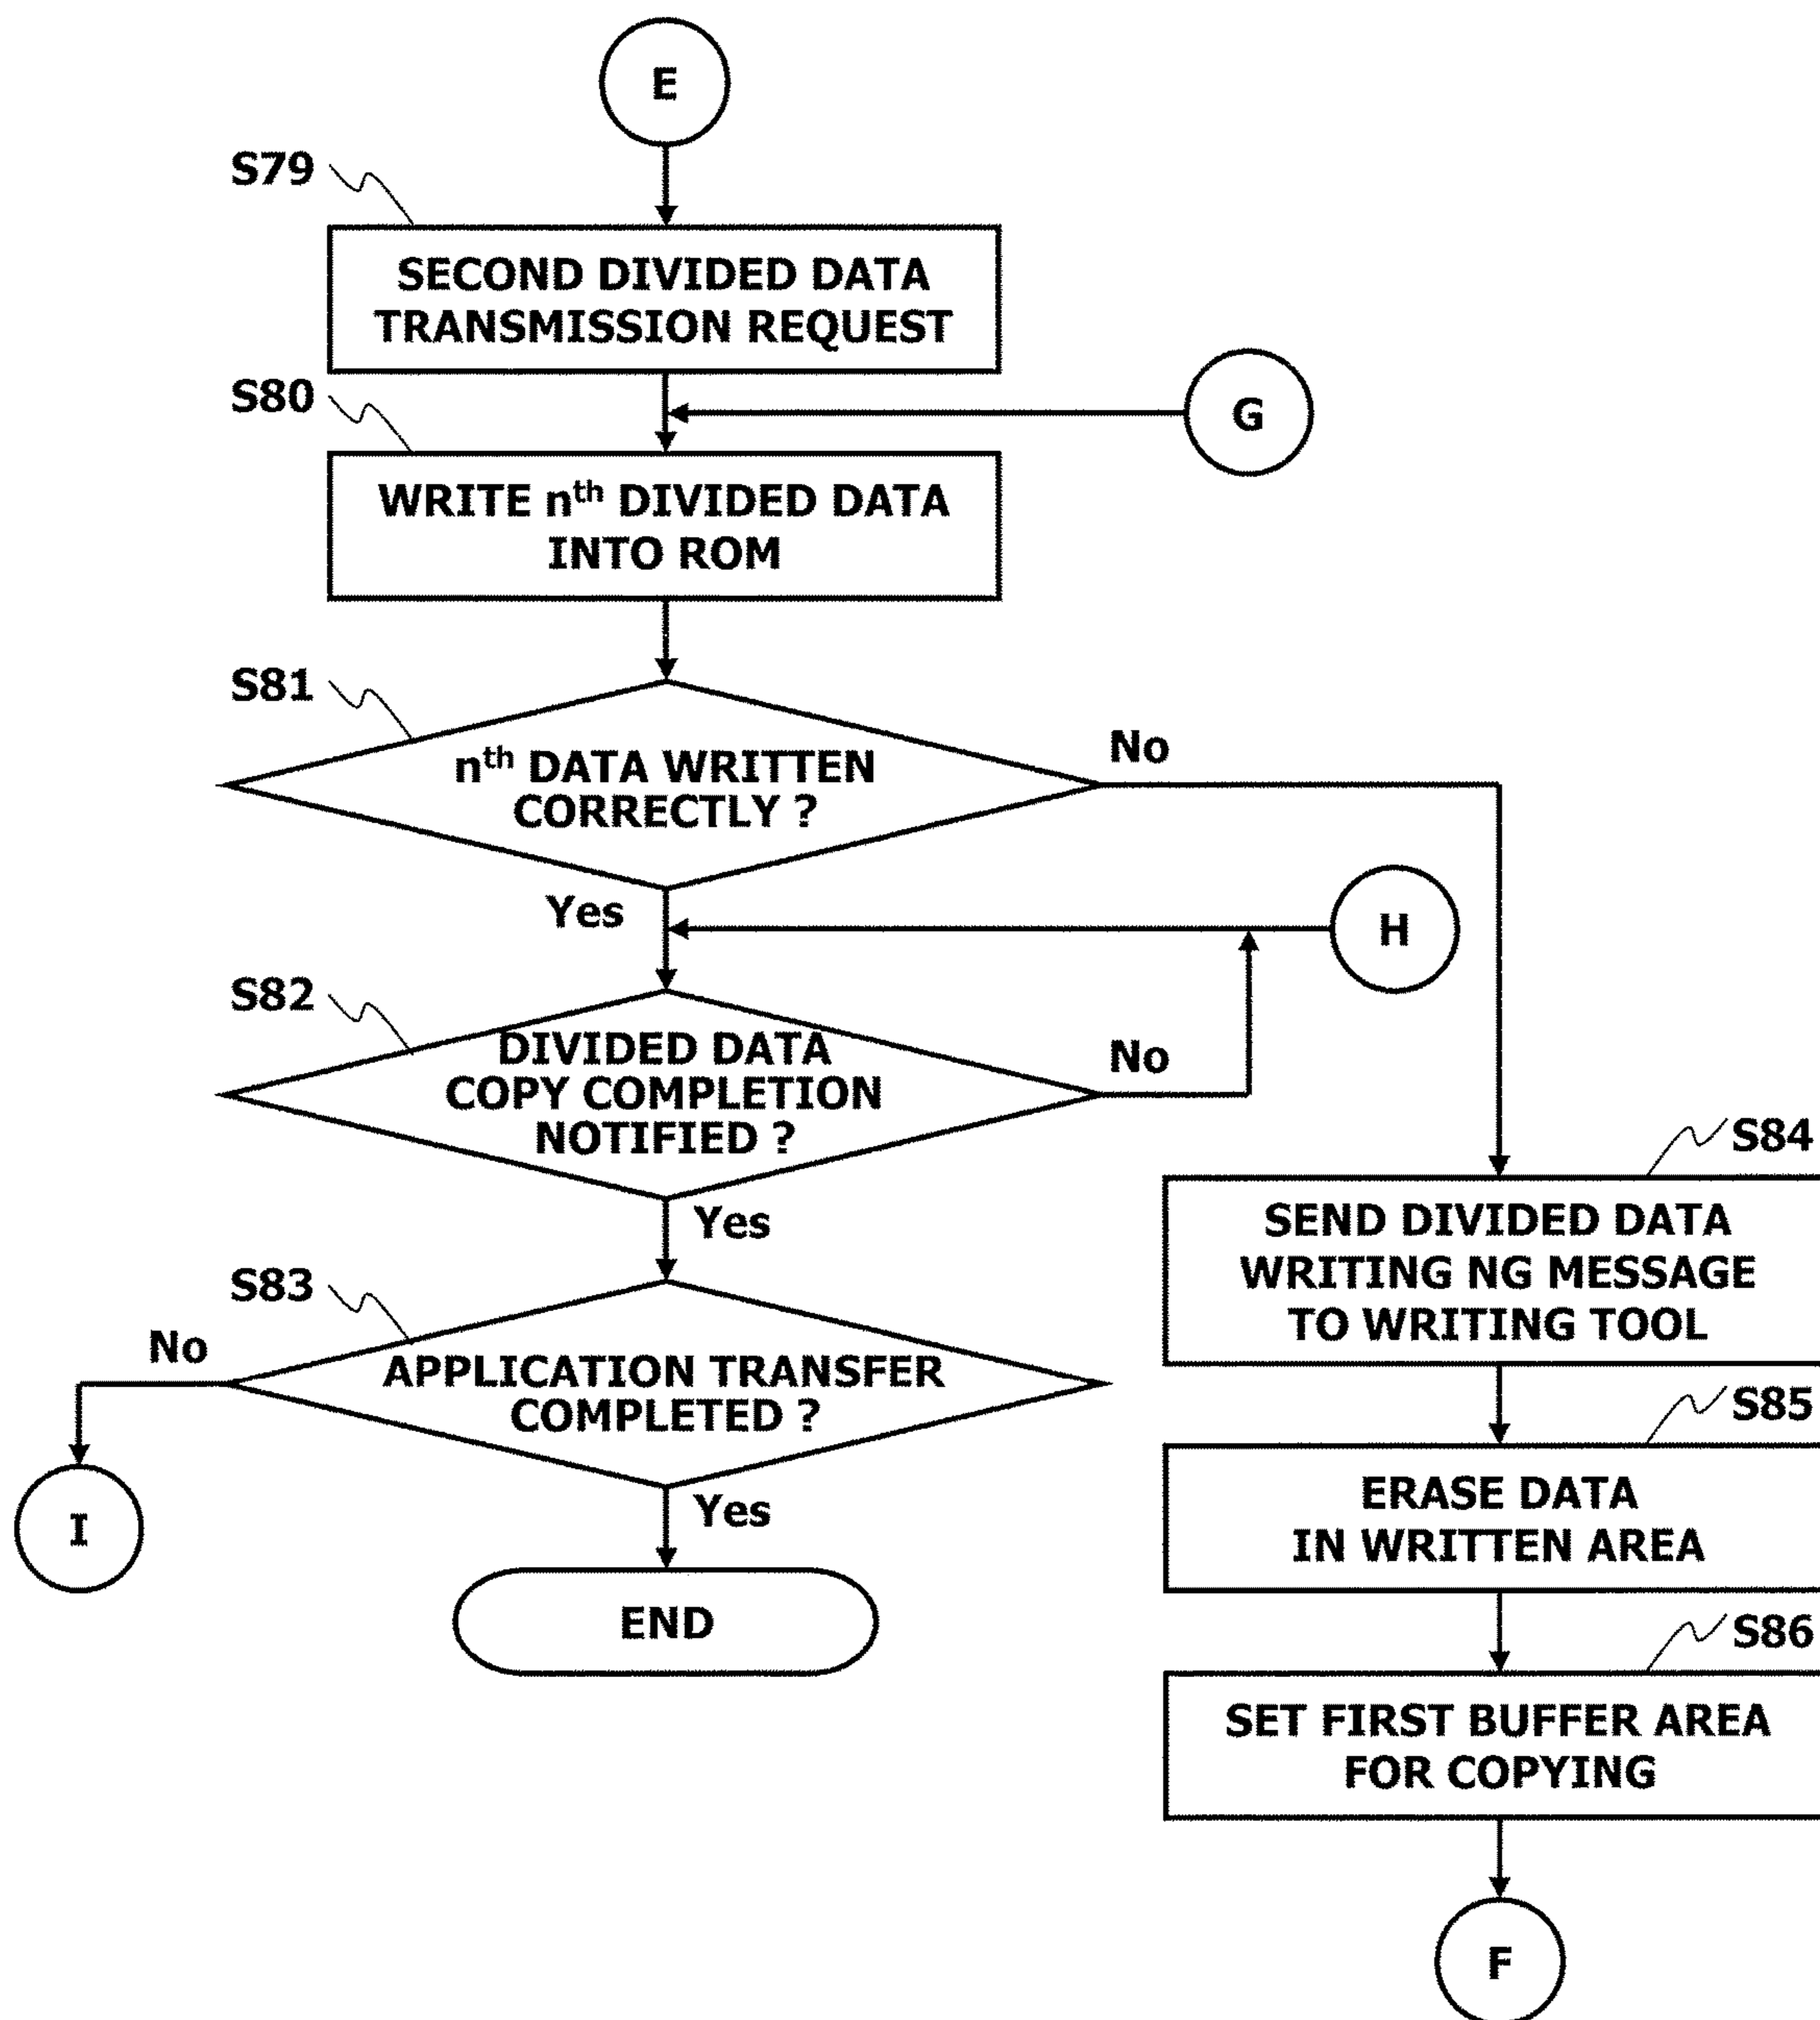 E
S79
SECOND DIVIDED DATA
TRANSMISSION REQUEST
S80
G
WRITE nth DIVIDED DATA
INTO ROM
S81
nth DATA WRITTEN
CORRECTLY ?
No
Yes
H
S82
DIVIDED DATA
COPY COMPLETION
NOTIFIED ?
No
Yes
S83
APPLICATION TRANSFER
COMPLETED ?
No
I
Yes
END
S84
SEND DIVIDED DATA
WRITING NG MESSAGE
TO WRITING TOOL
S85
ERASE DATA
IN WRITTEN AREA
S86
SET FIRST BUFFER AREA
FOR COPYING
F